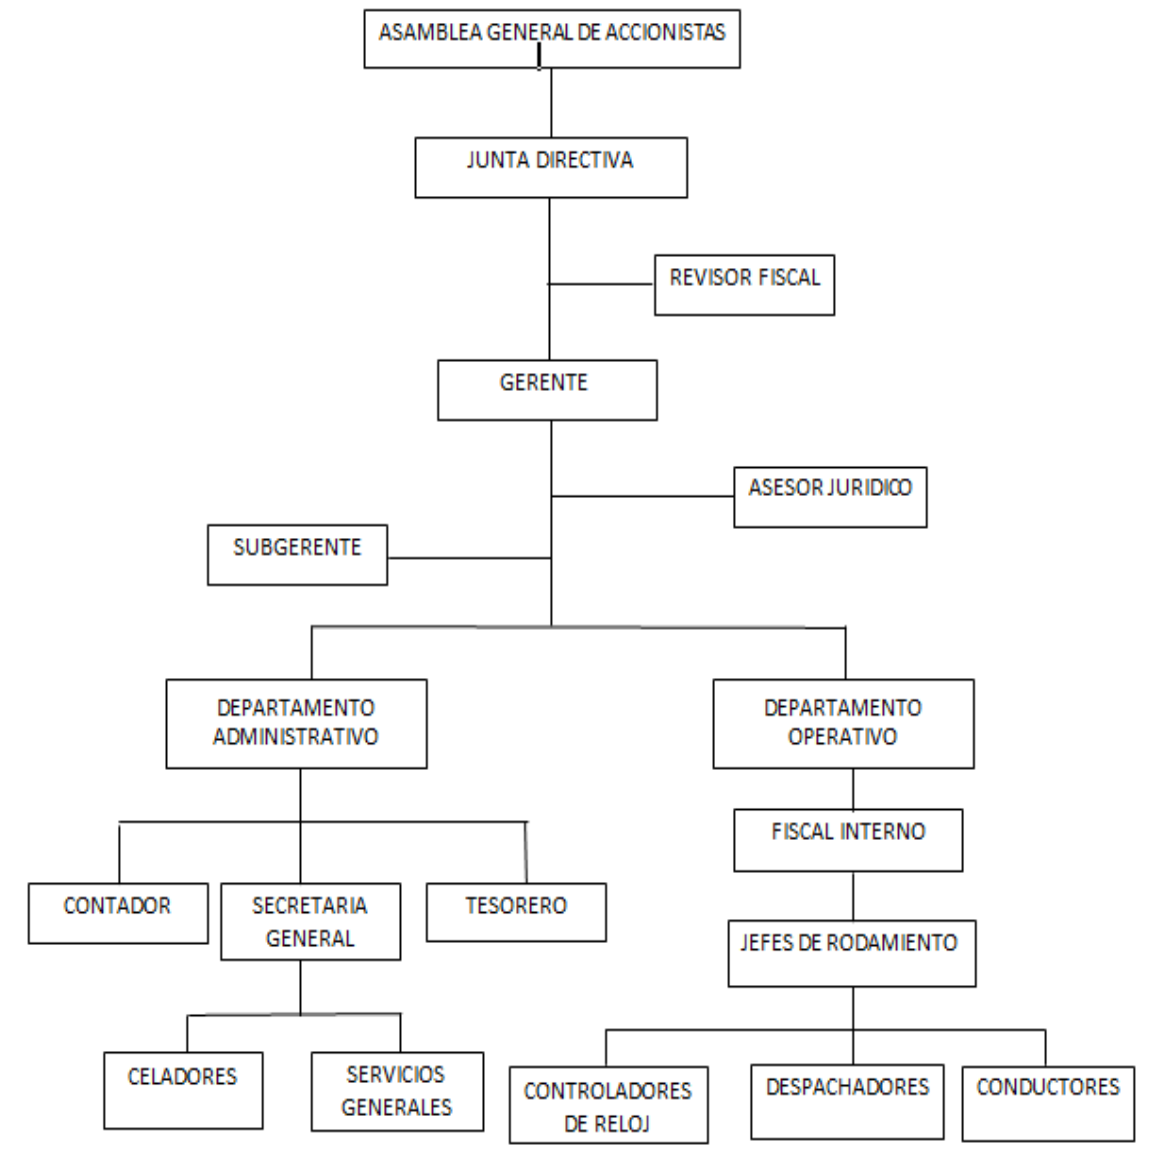 ASAMBLEA GENERAL DE ACCIONISTAS
JUNTA DIRECTIVA
REVISOR FISCAL
GERENTE
ASESOR JURIDICO
SUBGERENTE
DEPARTAMENTO
ADMINISTRATIVO
DEPARTAMENTO
OPERATIVO
FISCAL INTERNO
CONTADOR
SECRETARIA
GENERAL
TESORERO
JEFES DE RODAMIENTO
CELADORES
SERVICIOS
GENERALES
CONTROLADORES
DE RELOJ
DESPACHADORES
CONDUCTORES